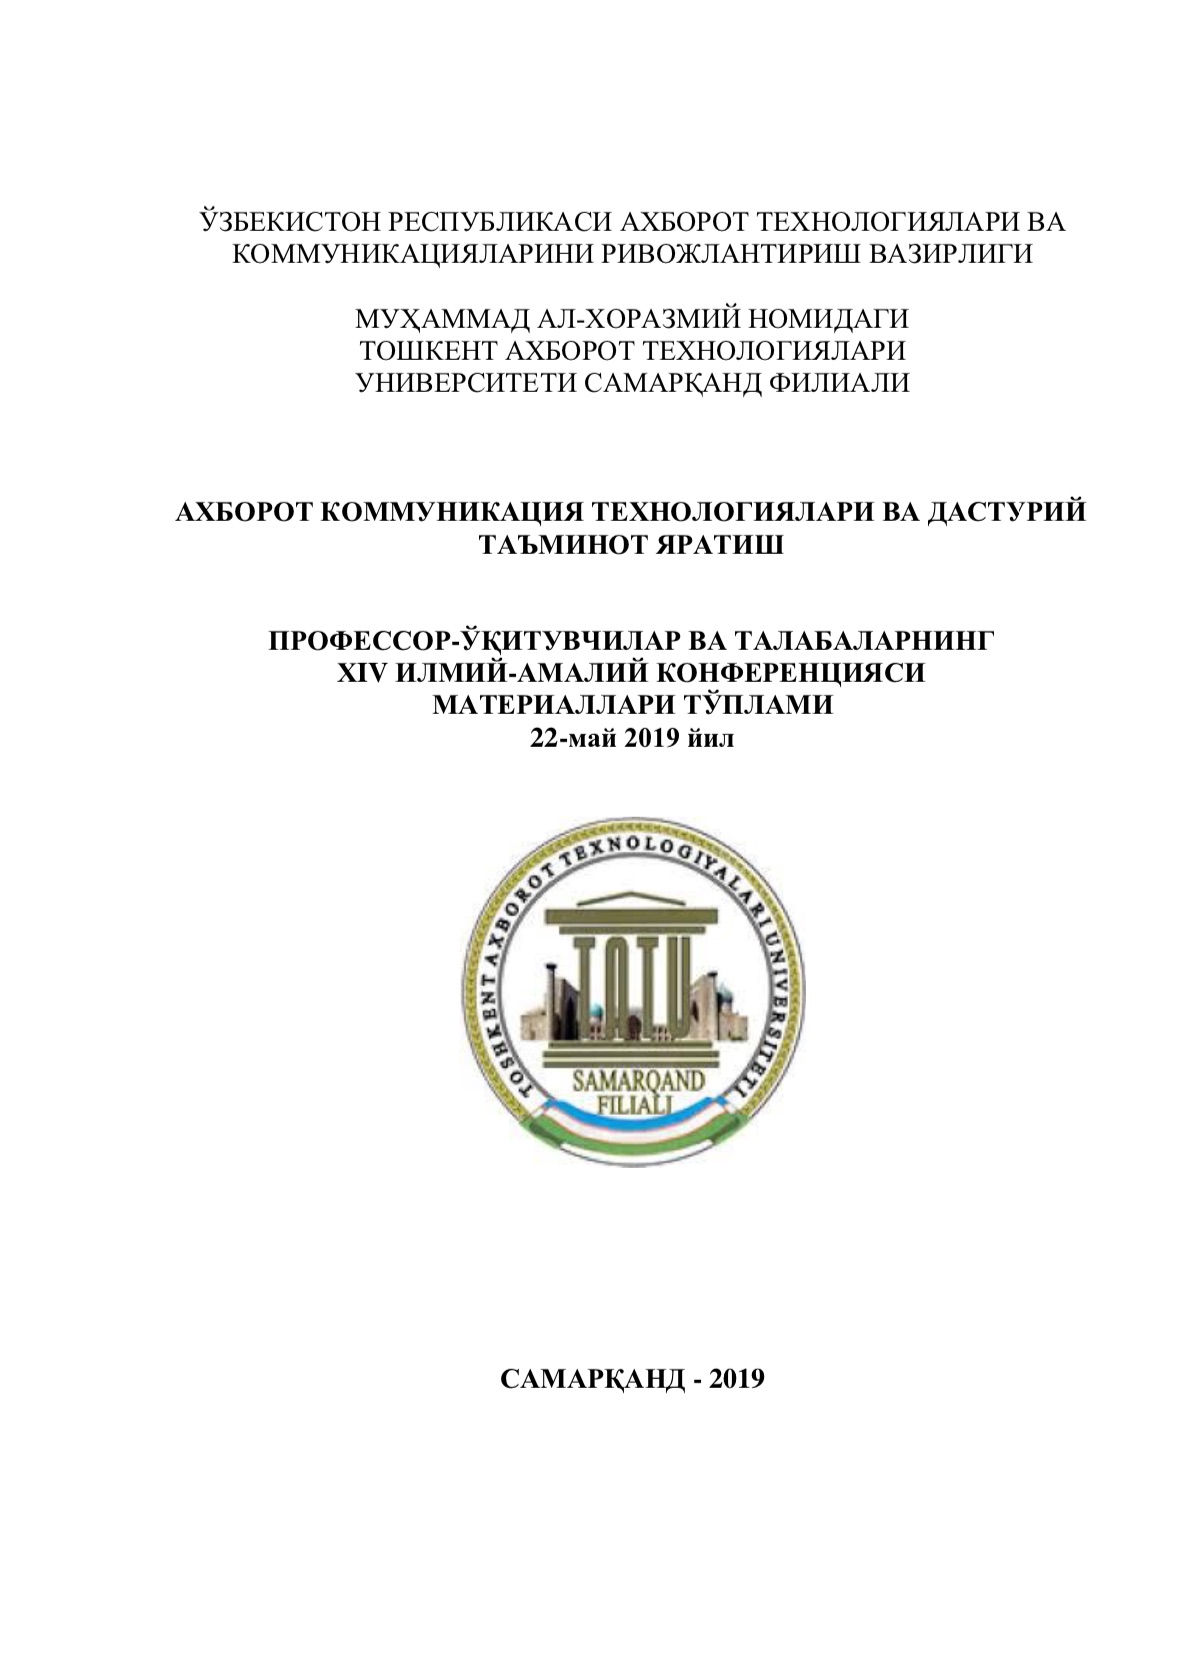 ЎЗБЕКИСТОН РЕСПУБЛИКАСИ АХБОРОТ ТЕХНОЛОГИЯЛАРИ ВА
КОММУНИКАЦИЯЛАРИНИ РИВОЖЛАНТИРИШ ВАЗИРЛИГИ
МУҲАММАД АЛ-ХОРАЗМИЙ НОМИДАГИ
ТОШКЕНТ АХБОРОТ ТЕХНОЛОГИЯЛАРИ
УНИВЕРСИТЕТИ САМАРҚАНД ФИЛИАЛИ
АХБОРОТ КОММУНИКАЦИЯ ТЕХНОЛОГИЯЛАРИ ВА ДАСТУРИЙ
ТАЪМИНОТ ЯРАТИШ
ПРОФЕССОР-ЎҚИТУВЧИЛАР ВА ТАЛАБАЛАРНИНГ
XIV ИЛМИЙ-АМАЛИЙ КОНФЕРЕНЦИЯСИ
МАТЕРИАЛЛАРИ ТЎПЛАМИ
22-май 2019 йил
TOSHKENT AXBOROT TEXNOLOGIYALARI UNIVERSITETI
TATU
SAMARQAND
FILIALI
САМАРҚАНД - 2019